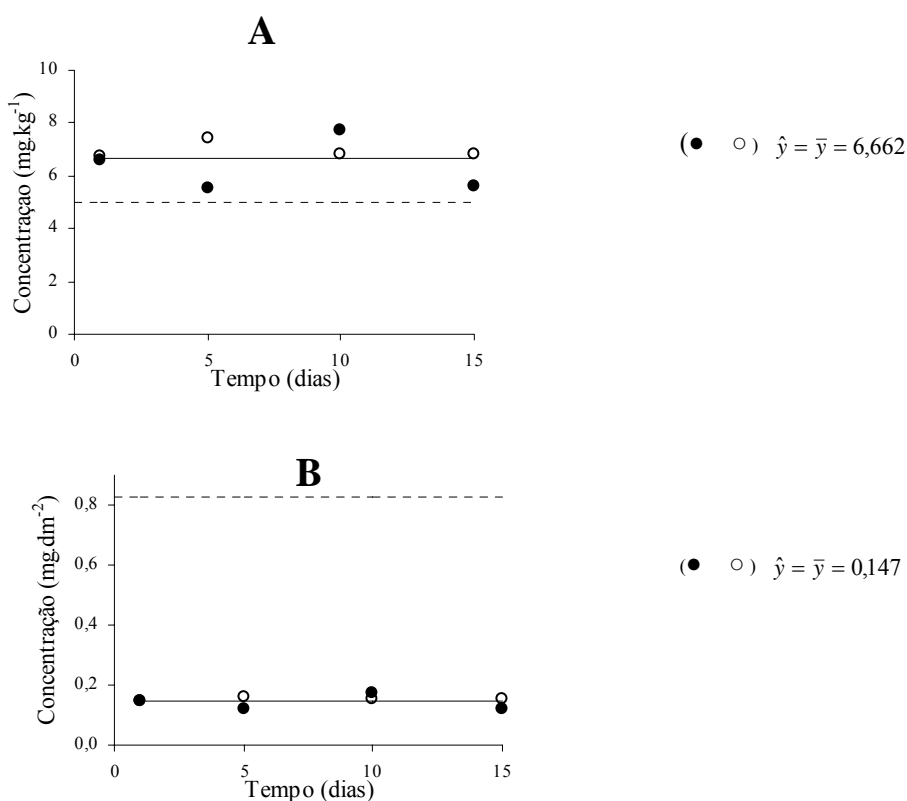 A
Concentraçao (mg.kg⁻¹)
10
8
6
4
2
0
0 5 10 15
Tempo (dias)
(● ○) ŷ = ȳ = 6,662
B
Concentração (mg.dm⁻²)
0,8
0,6
0,4
0,2
0,0
0 5 10 15
Tempo (dias)
(● ○) ŷ = ȳ = 0,147